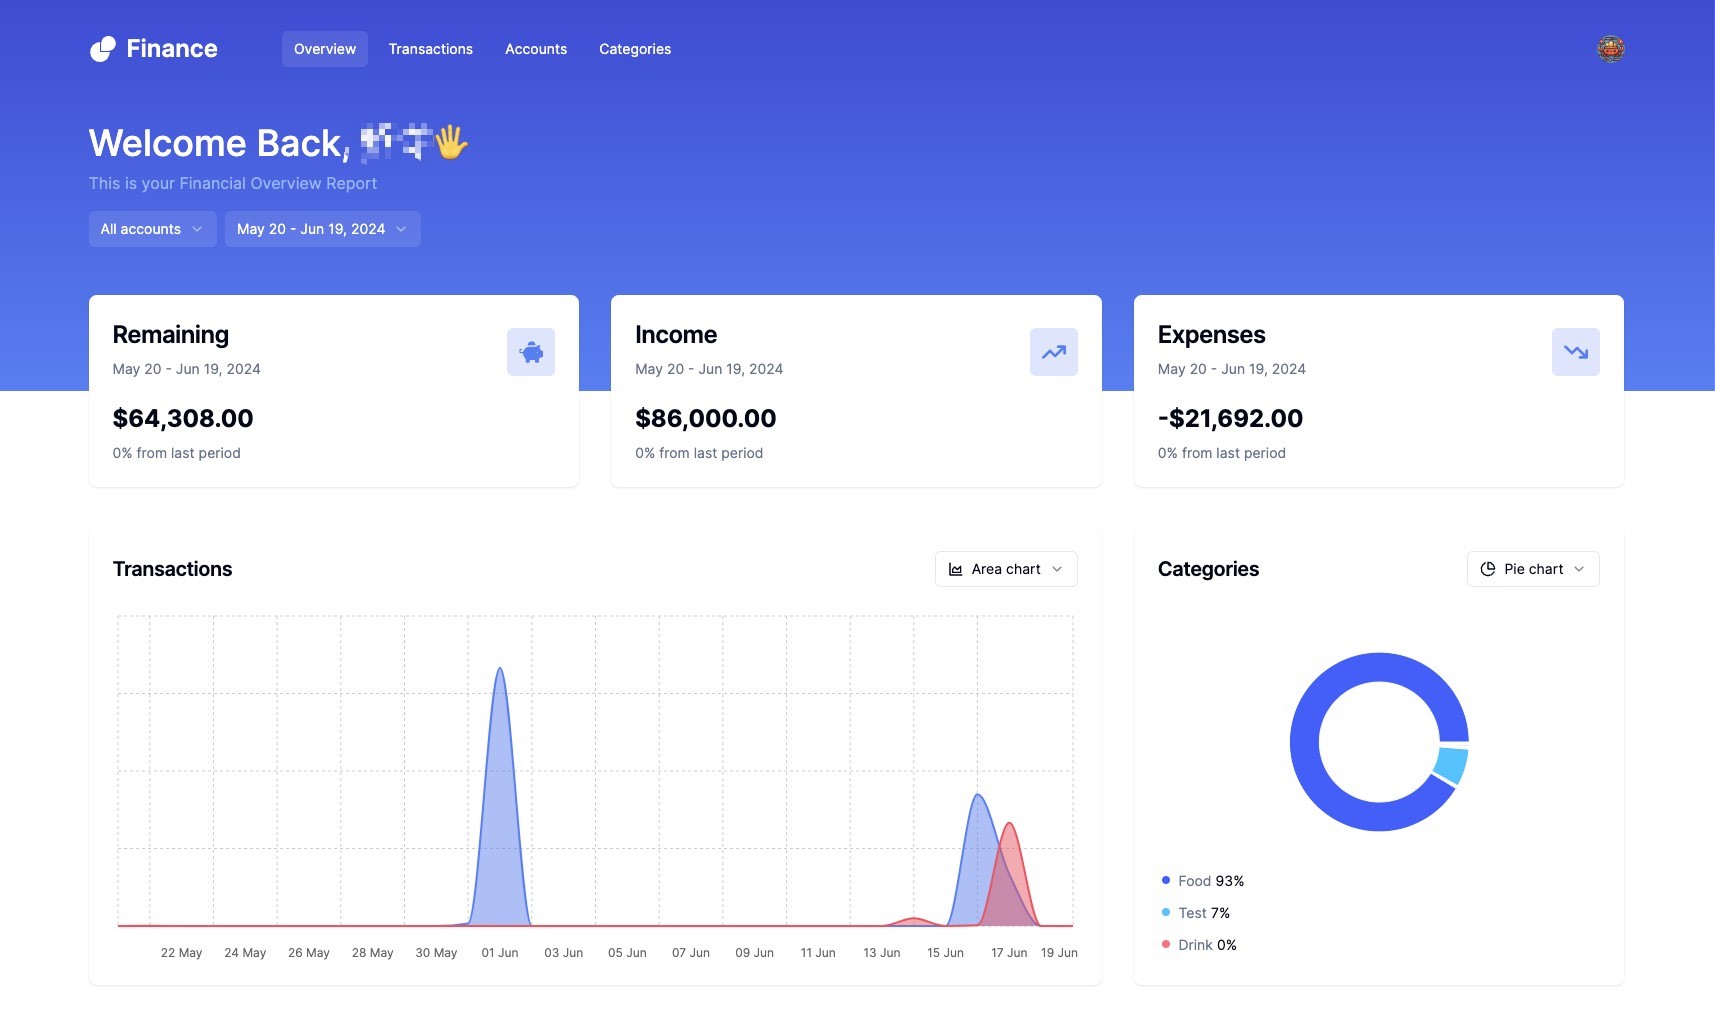 Finance
Overview Transactions Accounts Categories
Welcome Back,
This is your Financial Overview Report
All accounts May 20 - Jun 19, 2024
Remaining
May 20 - Jun 19, 2024
$64,308.00
0% from last period
Income
May 20 - Jun 19, 2024
$86,000.00
0% from last period
Expenses
May 20 - Jun 19, 2024
-$21,692.00
0% from last period
Transactions
Area chart
22 May 24 May 26 May 28 May 30 May 01 Jun 03 Jun 05 Jun 07 Jun 09 Jun 11 Jun 13 Jun 15 Jun 17 Jun 19 Jun
Categories
Pie chart
Food 93%
Test 7%
Drink 0%